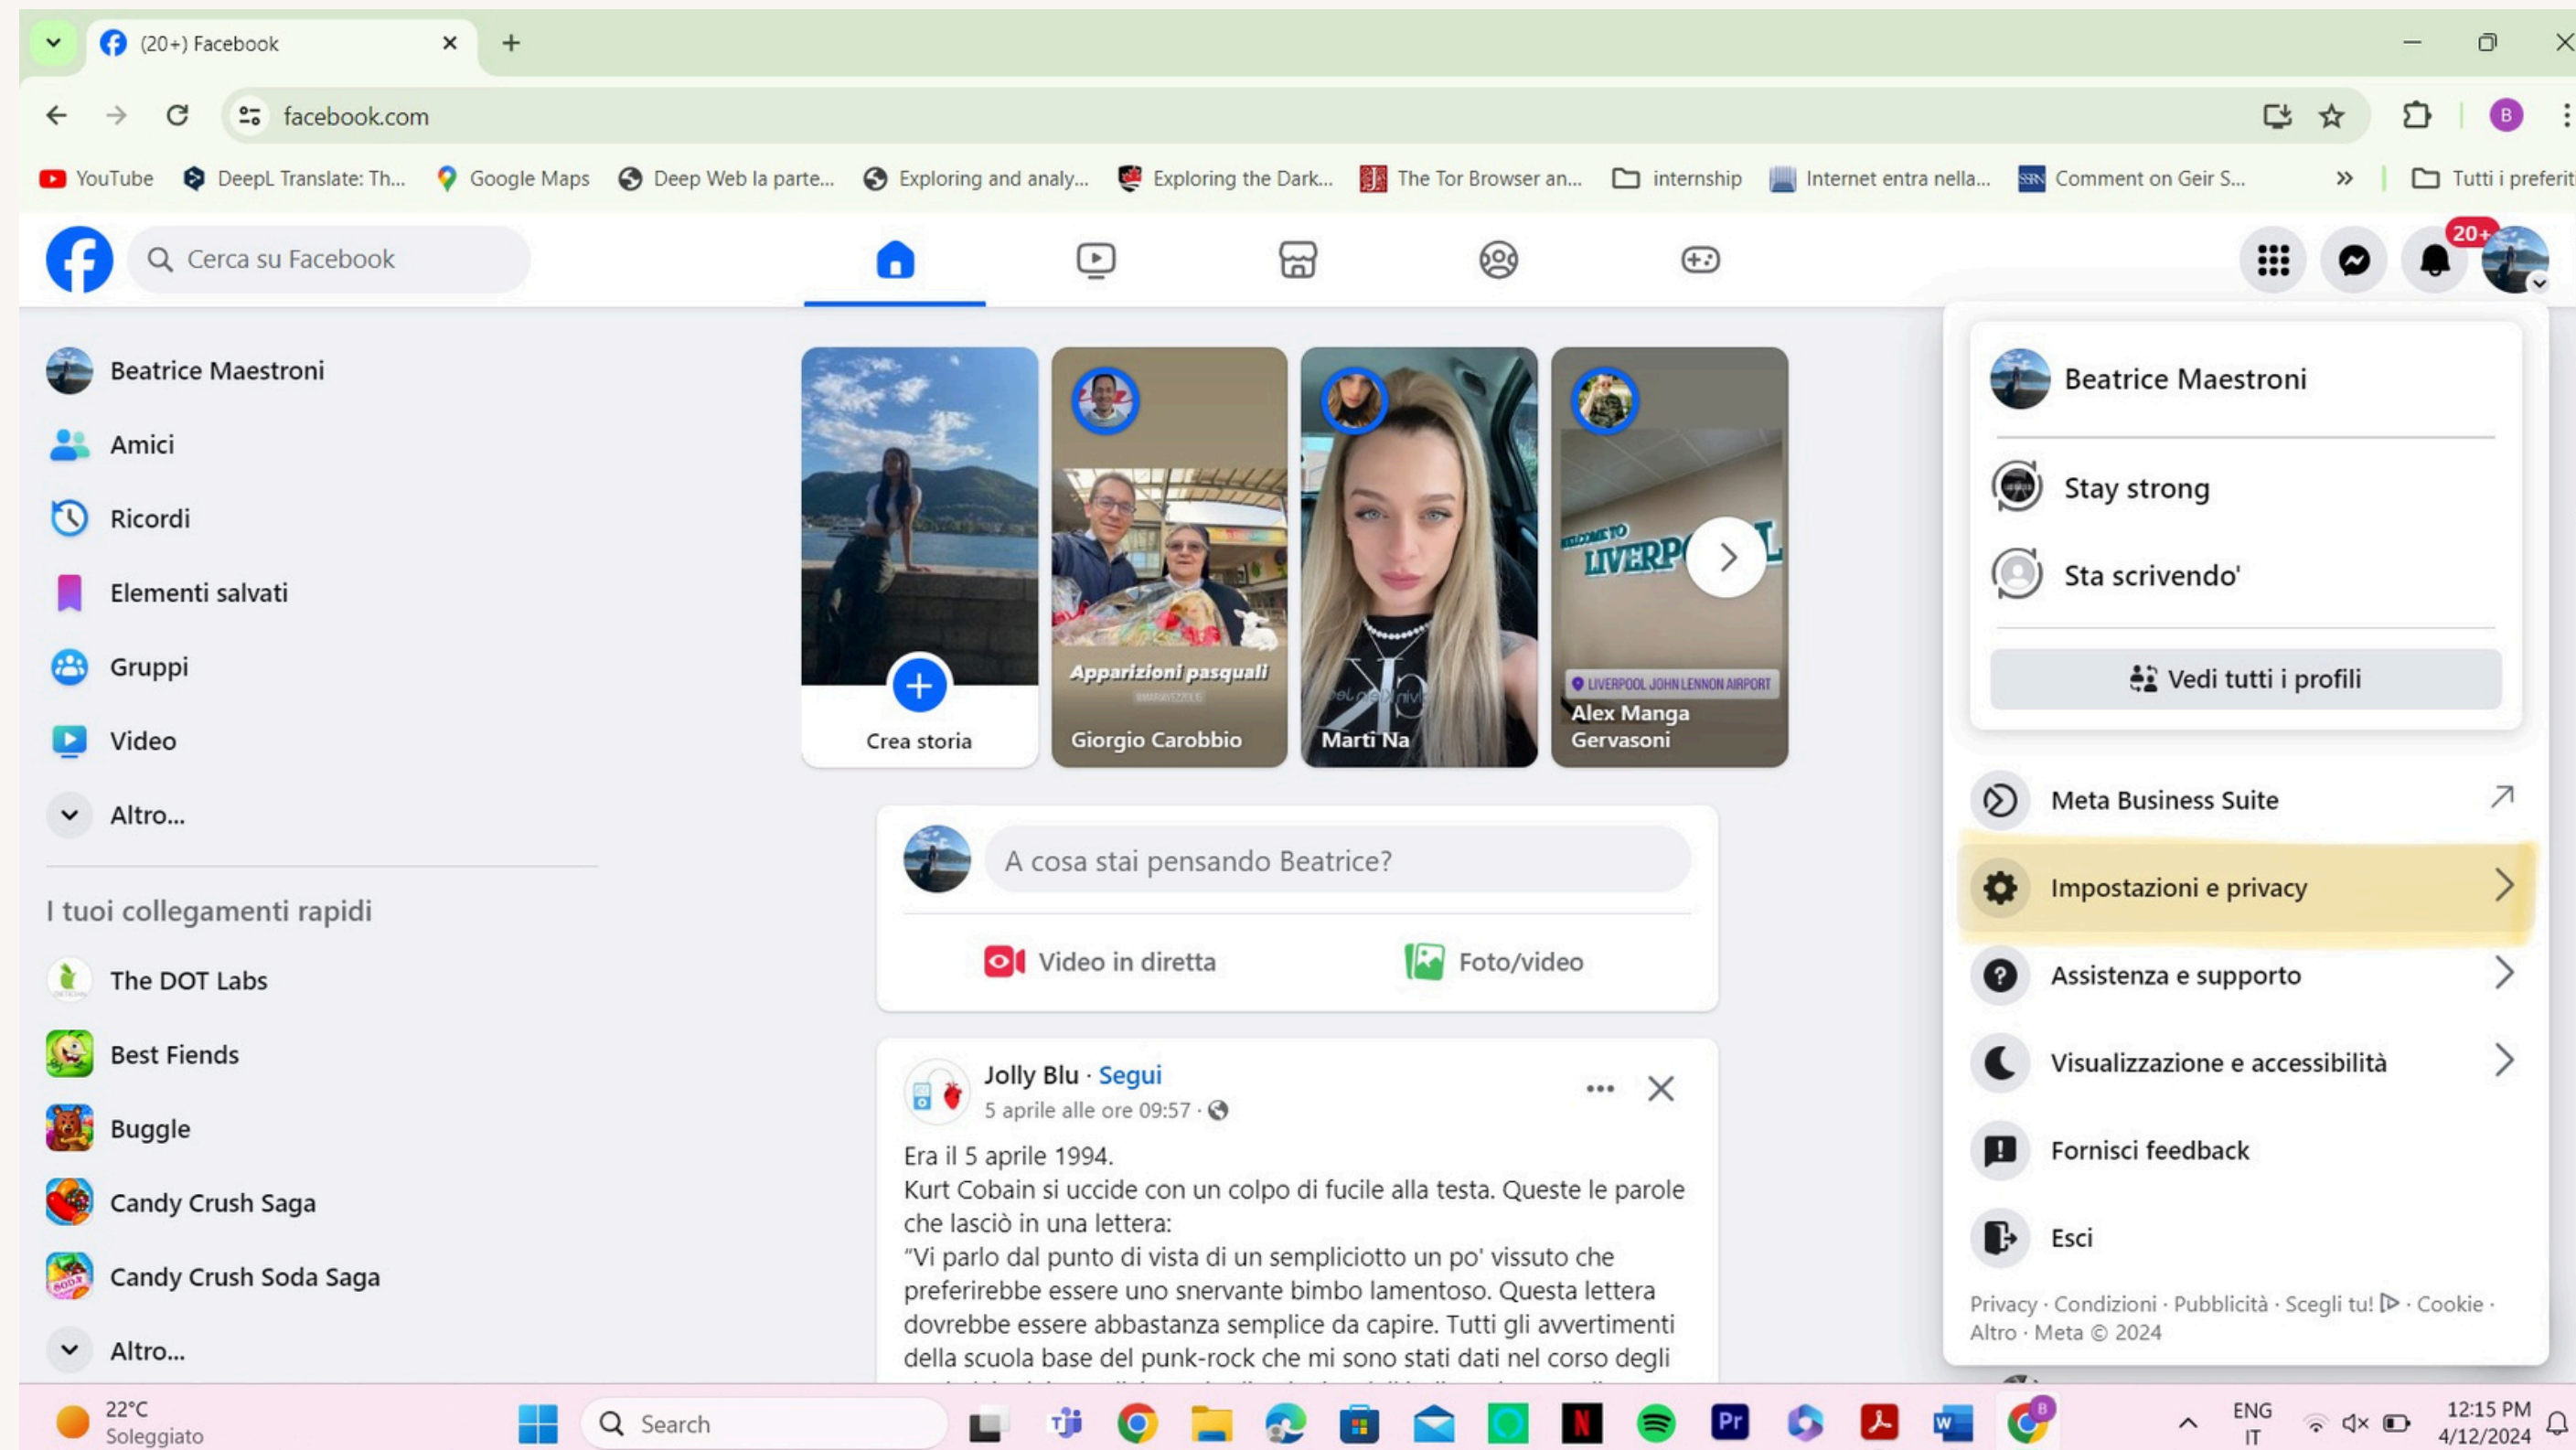 (20+) Facebook
facebook.com
YouTube
DeepL Translate: Th...
Google Maps
Deep Web la parte...
Exploring and analy...
Exploring the Dark...
The Tor Browser an...
internship
Internet entra nella...
SSRN
Comment on Geir S...
Tutti i preferiti
B
Cerca su Facebook
20+
Beatrice Maestroni
Amici
Ricordi
Elementi salvati
Gruppi
Video
Altro...
I tuoi collegamenti rapidi
The DOT Labs
Best Fiends
Buggle
Candy Crush Saga
Candy Crush Soda Saga
Altro...
Crea storia
Apparizioni pasquali
Giorgio Carobbio
Marti Na
WELCOME TO
LIVERP
L
LIVERPOOL JOHN LENNON AIRPORT
Alex Manga
Gervasoni
A cosa stai pensando Beatrice?
Video in diretta
Foto/video
Jolly Blu · Segui
5 aprile alle ore 09:57 ·
Era il 5 aprile 1994.
Kurt Cobain si uccide con un colpo di fucile alla testa. Queste le parole
che lasciò in una lettera:
“Vi parlo dal punto di vista di un sempliciotto un po' vissuto che
preferirebbe essere uno snervante bimbo lamentoso. Questa lettera
dovrebbe essere abbastanza semplice da capire. Tutti gli avvertimenti
della scuola base del punk-rock che mi sono stati dati nel corso degli
Beatrice Maestroni
Stay strong
Sta scrivendo'
Vedi tutti i profili
Meta Business Suite
Impostazioni e privacy
Assistenza e supporto
Visualizzazione e accessibilità
Fornisci feedback
Esci
Privacy · Condizioni · Pubblicità · Scegli tu! · Cookie ·
Altro · Meta © 2024
22°C
Soleggiato
Search
Pr
W
B
ENG
IT
12:15 PM
4/12/2024